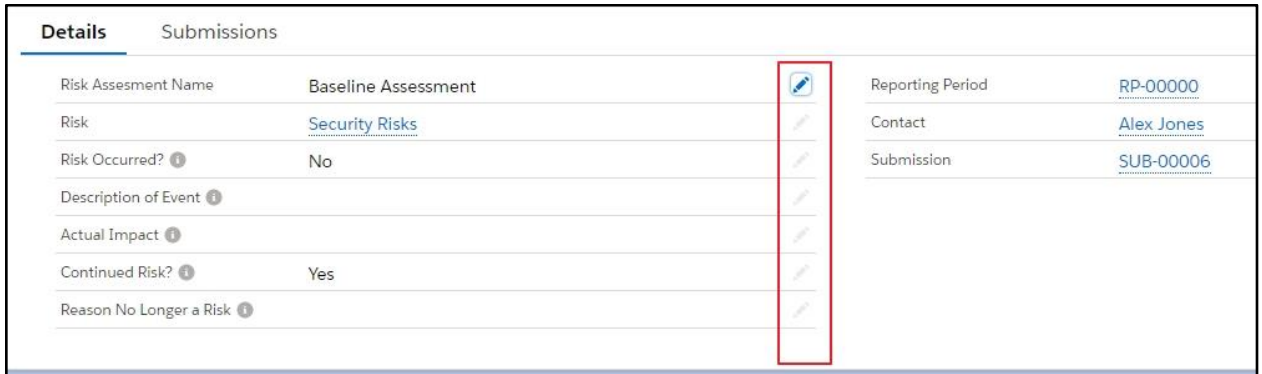 Details Submissions
Risk Assesment Name Baseline Assessment Reporting Period RP-00000
Risk Security Risks Contact Alex Jones
Risk Occurred? No Submission SUB-00006
Description of Event
Actual Impact
Continued Risk? Yes
Reason No Longer a Risk